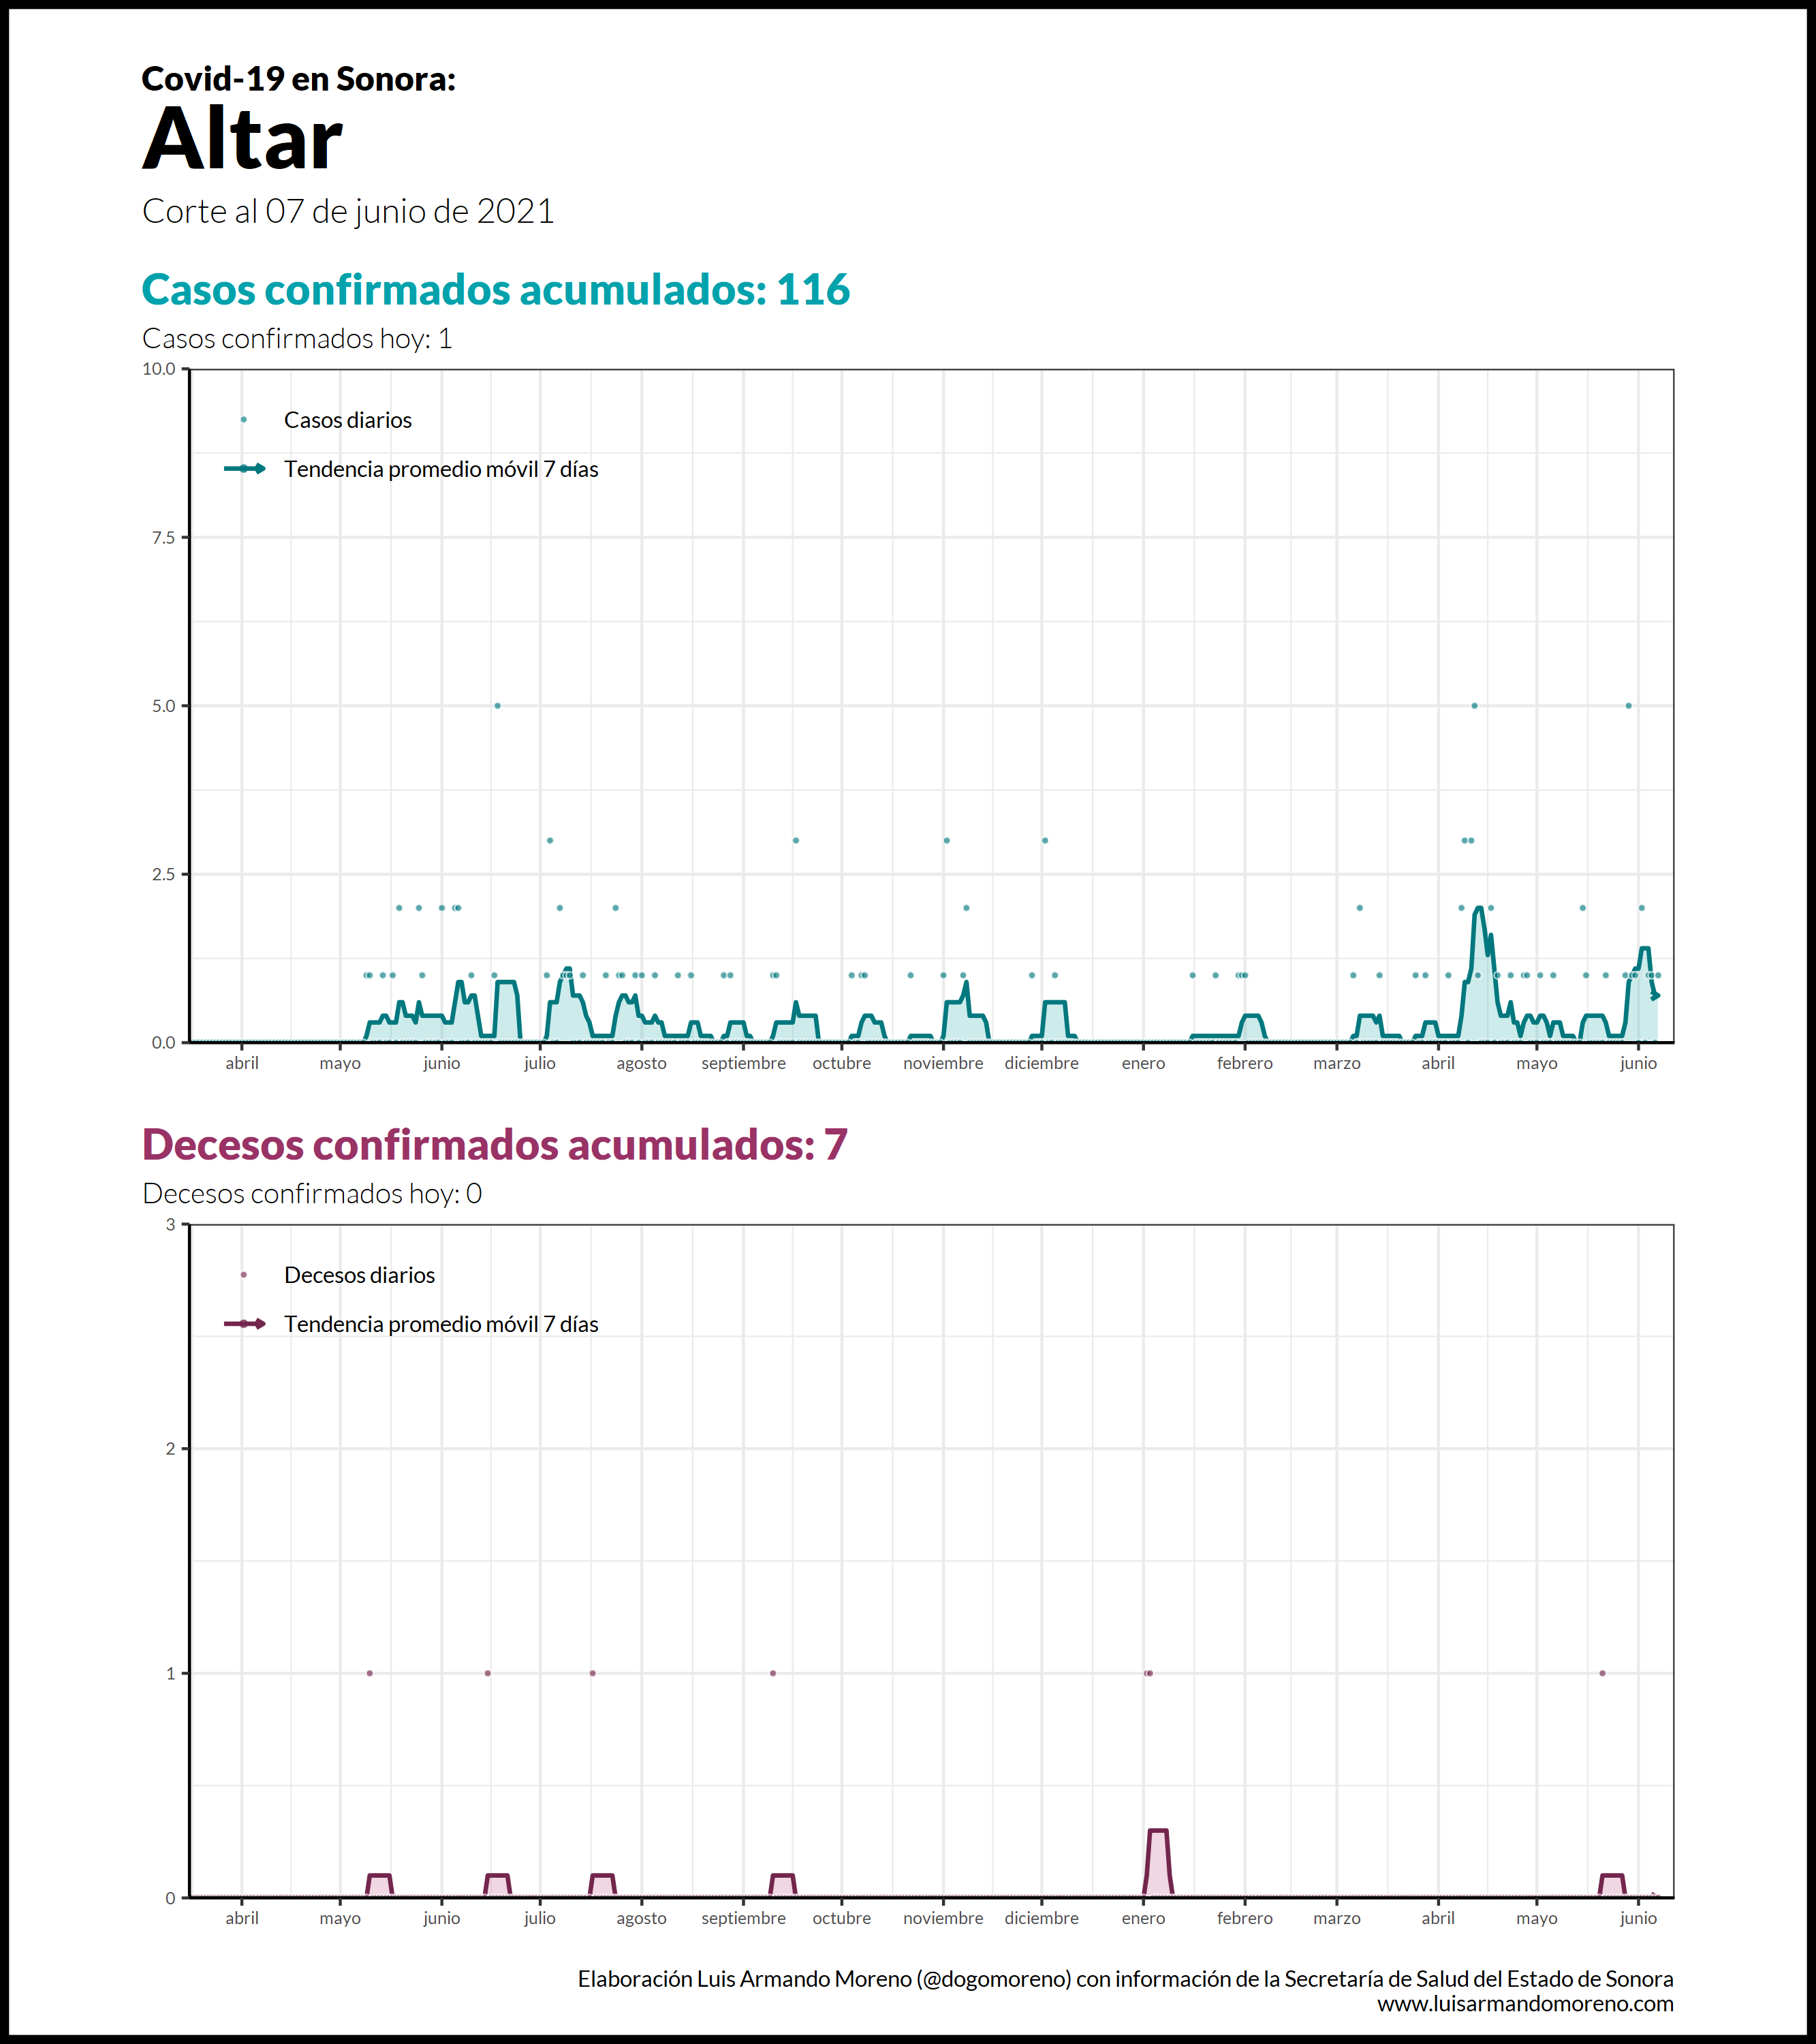 Covid-19 en Sonora:
Altar
Corte al 07 de junio de 2021
Casos confirmados acumulados: 116
Casos confirmados hoy: 1
10.0
Casos diarios
Tendencia promedio móvil 7 días
7.5
5.0
2.5
0.0
abril mayo junio julio agosto septiembre octubre noviembre diciembre enero febrero marzo abril mayo junio
Decesos confirmados acumulados: 7
Decesos confirmados hoy: 0
3
Decesos diarios
Tendencia promedio móvil 7 días
2
1
0
abril mayo junio julio agosto septiembre octubre noviembre diciembre enero febrero marzo abril mayo junio
Elaboración Luis Armando Moreno (@dogomoreno) con información de la Secretaría de Salud del Estado de Sonora
www.luisarmandomoreno.com